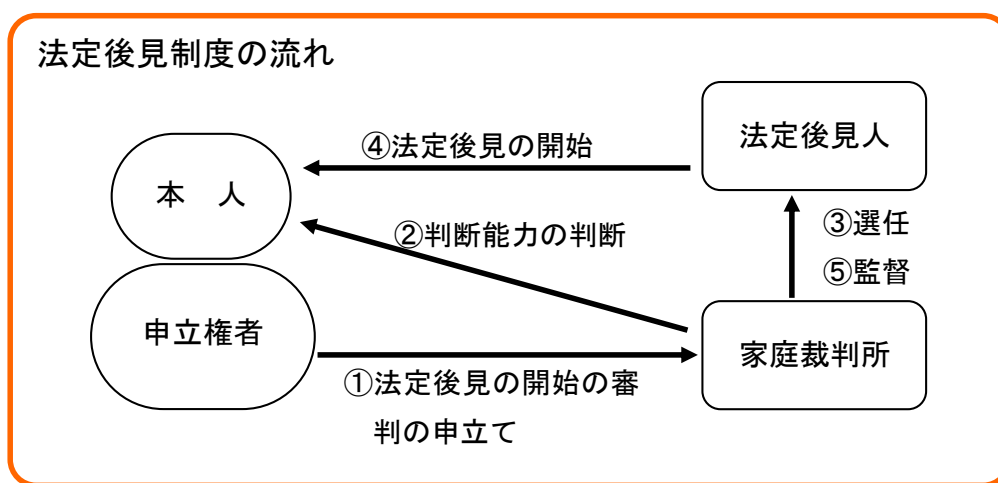 法定後見制度の流れ
法定後見人
④法定後見の開始
本　人
②判断能力の判断
③選任
⑤監督
申立権者
家庭裁判所
①法定後見の開始の審
判の申立て